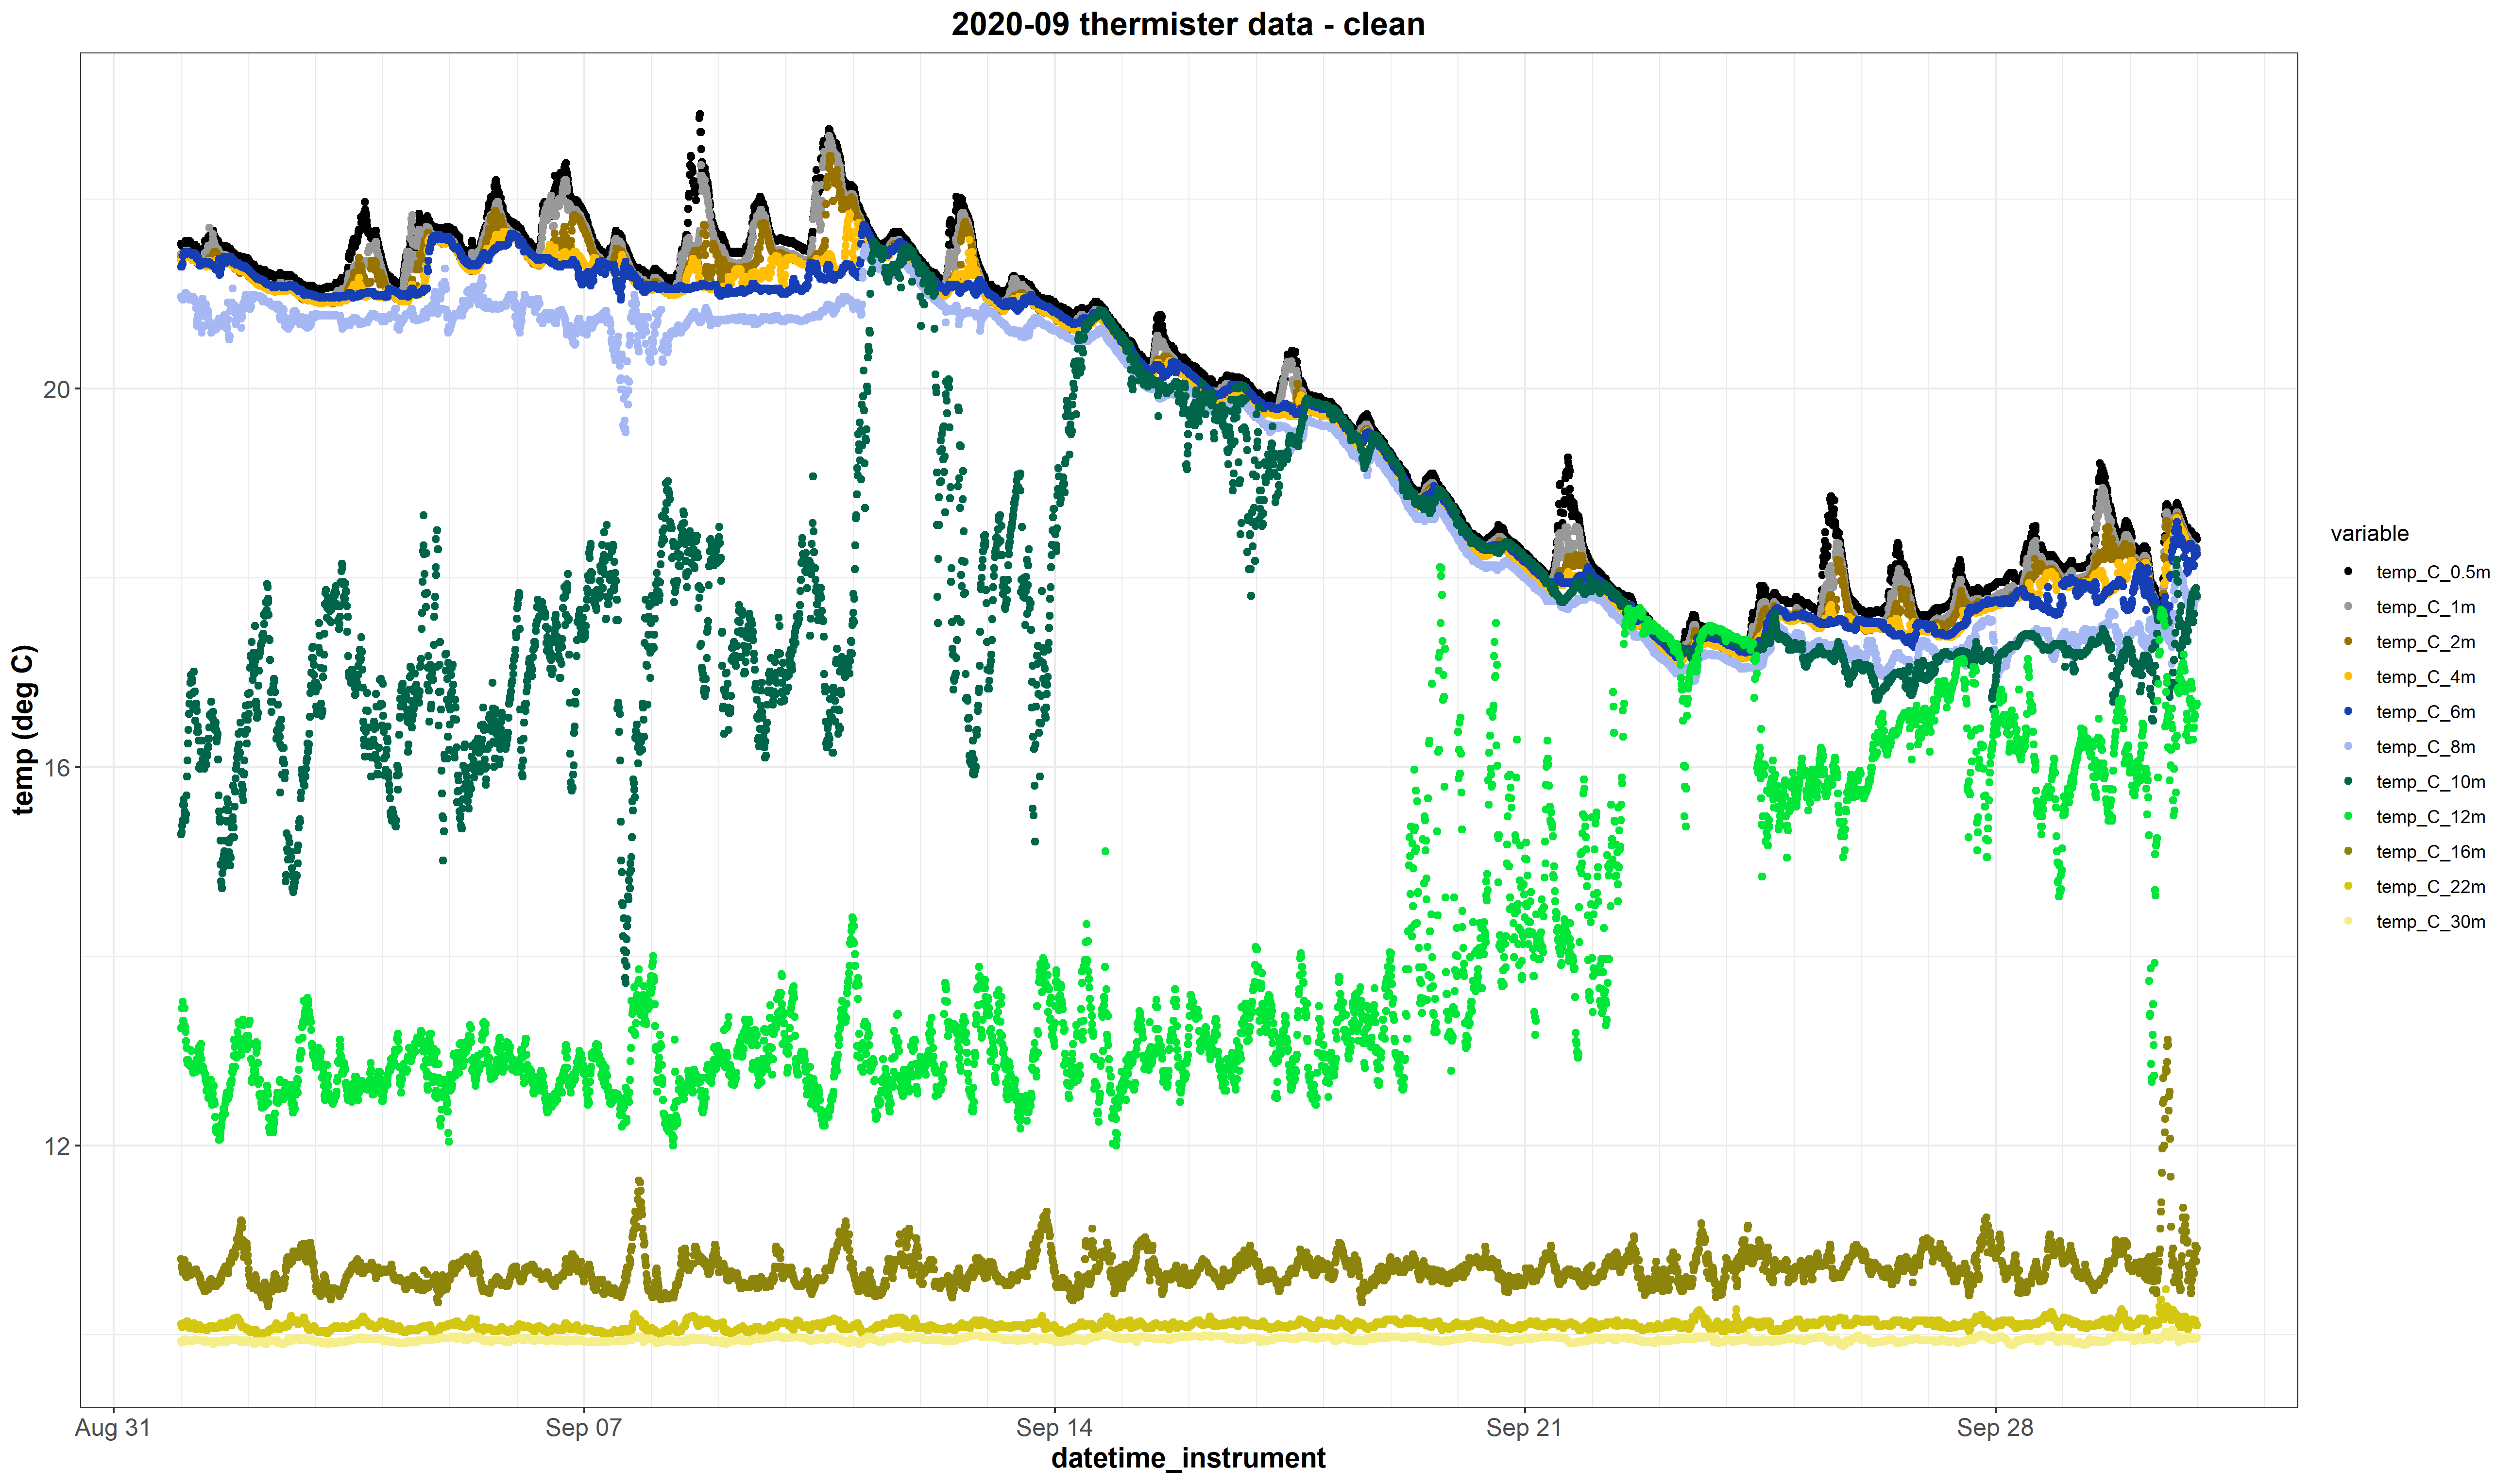 2020-09 thermister data - clean
temp (deg C)
20
16
12
Aug 31
Sep 07
Sep 14
Sep 21
Sep 28
datetime_instrument
variable
temp_C_0.5m
temp_C_1m
temp_C_2m
temp_C_4m
temp_C_6m
temp_C_8m
temp_C_10m
temp_C_12m
temp_C_16m
temp_C_22m
temp_C_30m